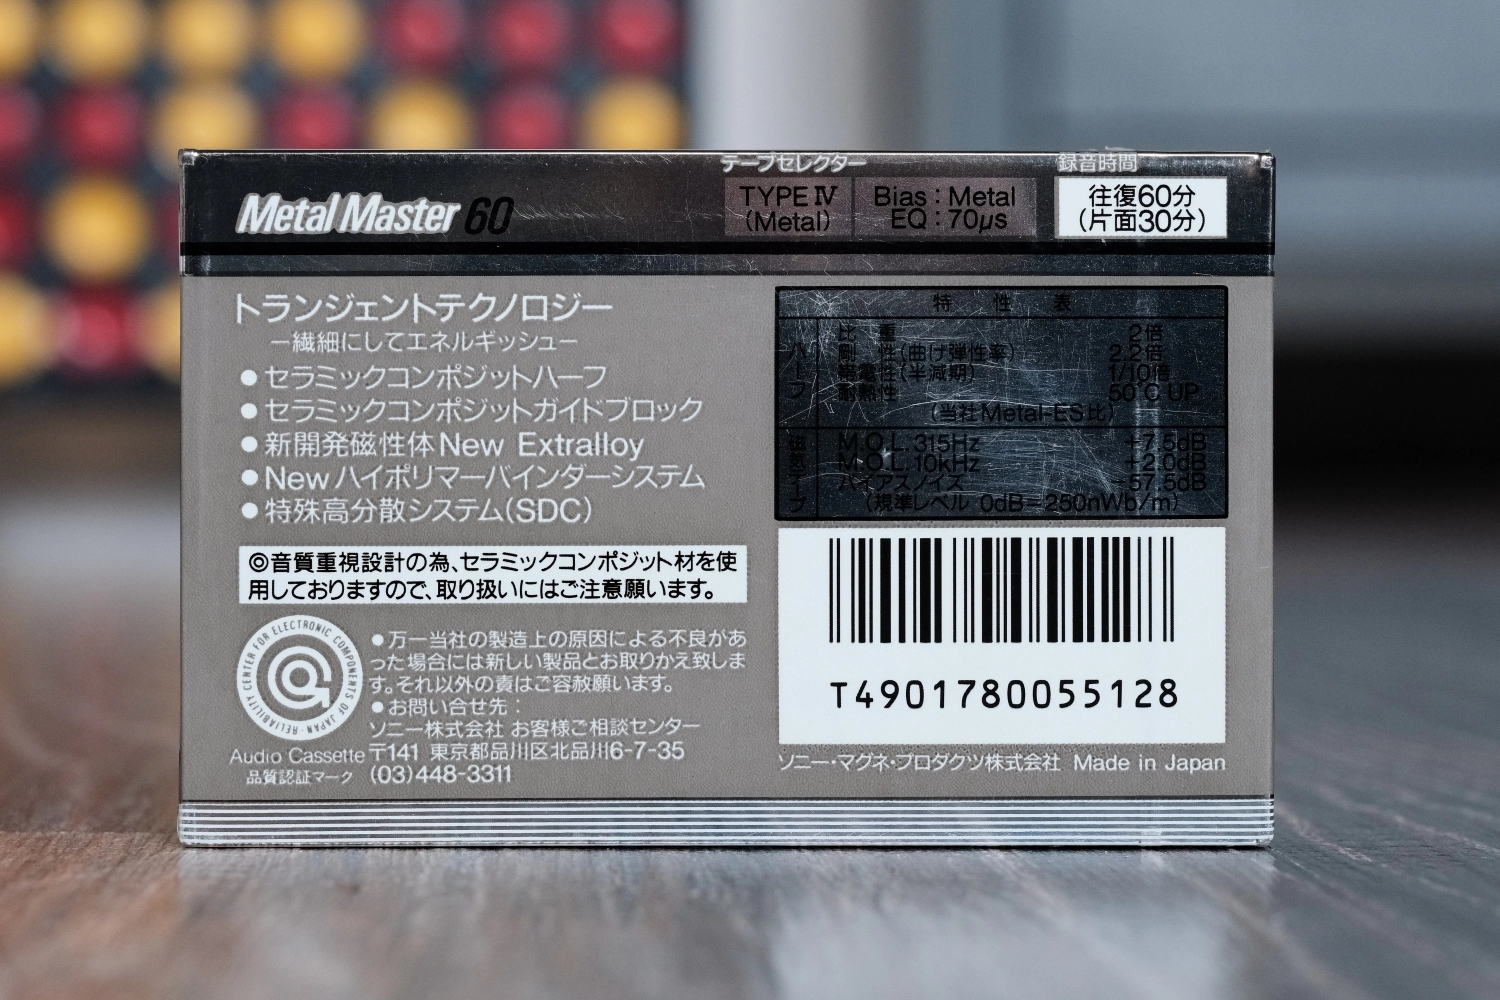 テープセレクター
録音時間
Metal Master 60
TYPE IV
(Metal)
Bias : Metal
EQ : 70μs
往復60分
(片面30分)
トランジェントテクノロジー
ー繊細にしてエネルギッシュー
●セラミックコンポジットハーフ
●セラミックコンポジットガイドブロック
●新開発磁性体New Extralloy
●Newハイポリマーバインダーシステム
●特殊高分散システム(SDC)
◎音質重視設計の為、セラミックコンポジット材を使
用しておりますので、取り扱いにはご注意願います。
RELIABILITY CENTER FOR ELECTRONIC COMPONENTS OF JAPAN
Audio Cassette
品質認証マーク
●万一当社の製造上の原因による不良があ
った場合には新しい製品とお取りかえ致しま
す。それ以外の責はご容赦願います。
●お問い合せ先：
ソニー株式会社 お客様ご相談センター
〒141 東京都品川区北品川6-7-35
(03)448-3311
特性表
ハーフ
比重 2倍
剛性(曲げ弾性率) 2.2倍
制電性(半減期) 1/10倍
耐熱性 50℃ UP
(当社Metal-ES比)
テープ
M.O.L. 315Hz +7.5dB
M.O.L. 10kHz +2.0dB
バイアスノイズ −57.5dB
(規準レベル 0dB=250nWb/m)
T4901780055128
ソニー・マグネ・プロダクツ株式会社 Made in Japan